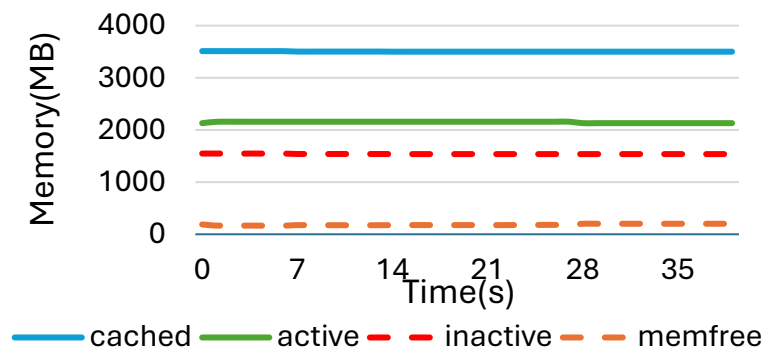 4000
3000
2000
1000
0
Memory(MB)
0 7 14 21 28 35
Time(s)
cached active inactive memfree